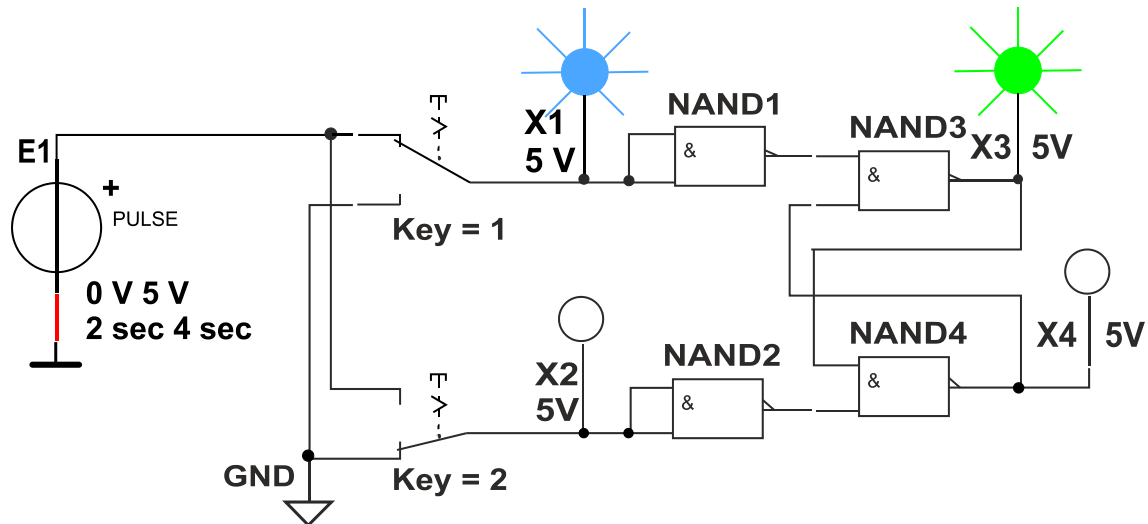 E1
PULSE
0 V 5 V
2 sec 4 sec
Key = 1
X1
5 V
NAND1
&
NAND3
&
X3 5V
GND
Key = 2
X2
5V
NAND2
&
NAND4
&
X4 5V